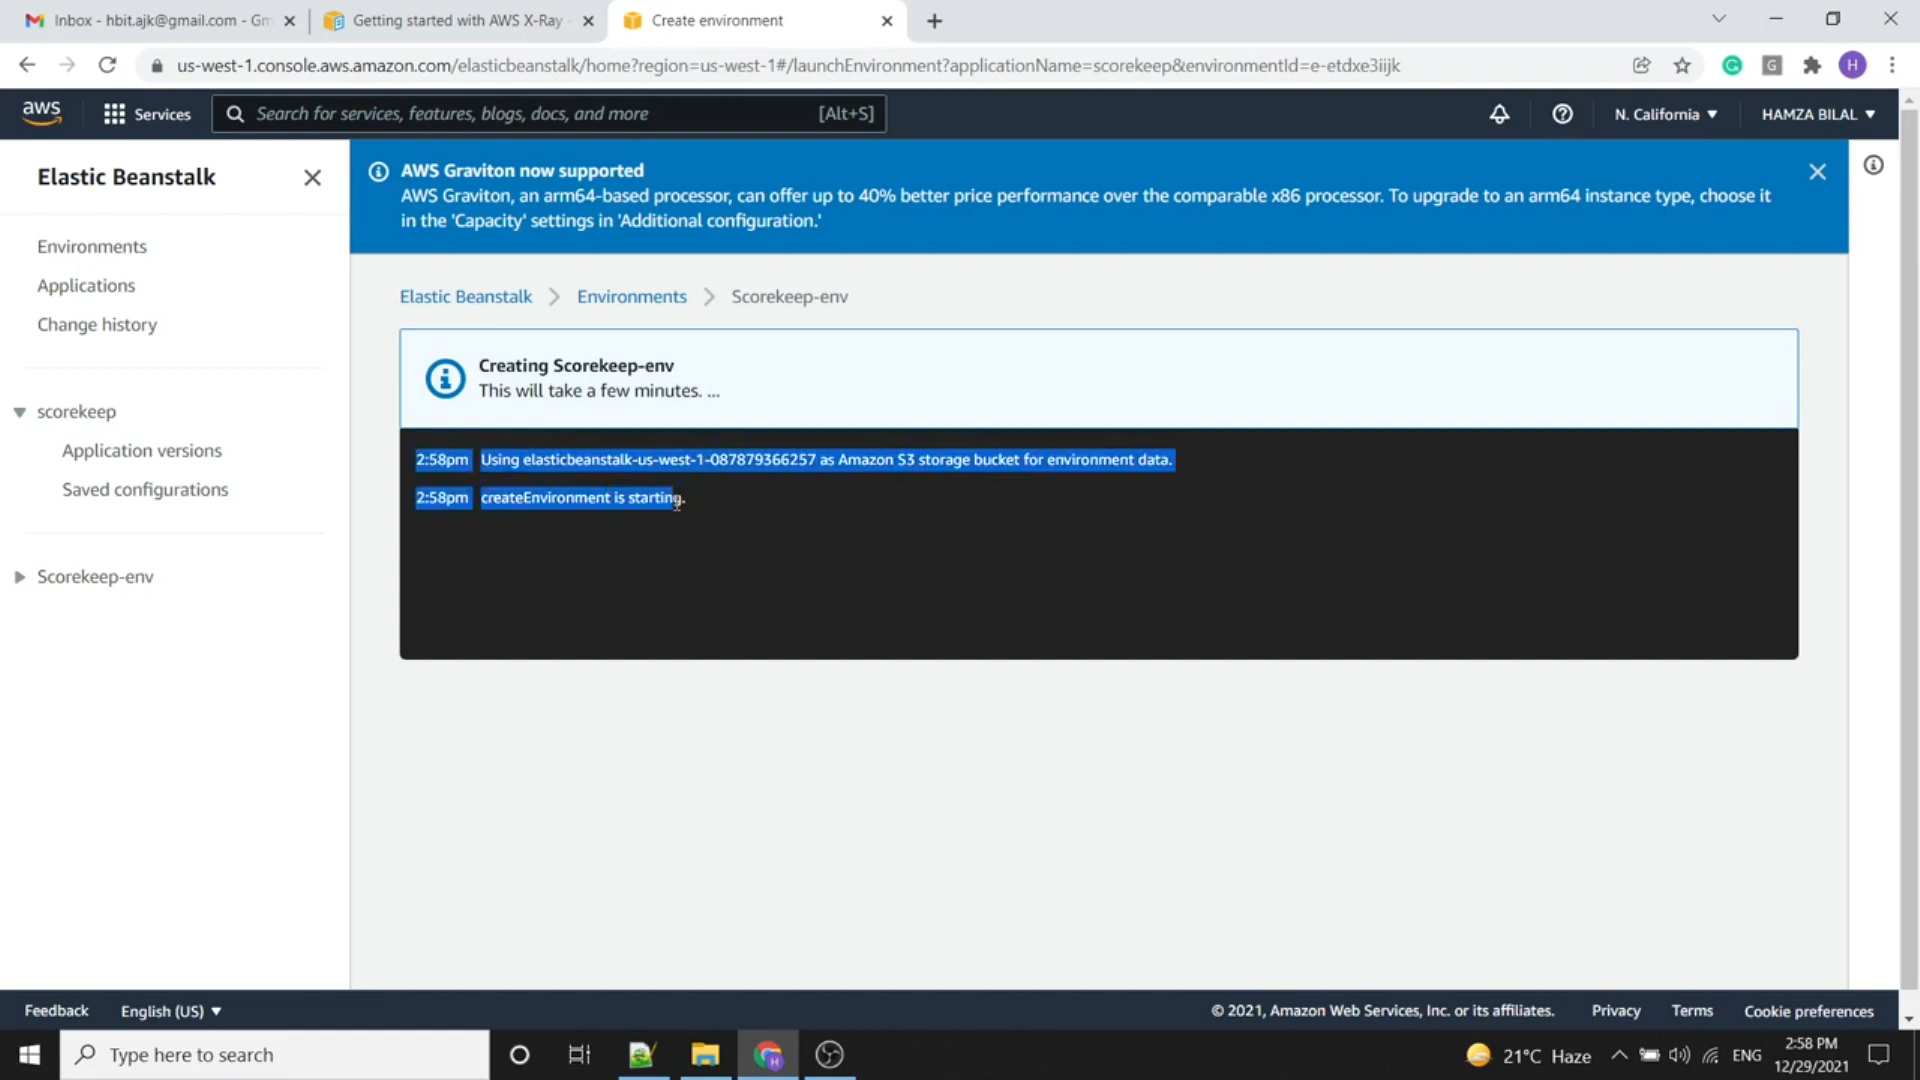 Inbox - hbit.ajk@gmail.com - Gm
Getting started with AWS X-Ray
Create environment
us-west-1.console.aws.amazon.com/elasticbeanstalk/home?region=us-west-1#/launchEnvironment?applicationName=scorekeep&environmentId=e-etdxe3iijk
G
H
aws
Services
Search for services, features, blogs, docs, and more
[Alt+S]
N. California
HAMZA BILAL
Elastic Beanstalk
Environments
Applications
Change history
scorekeep
Application versions
Saved configurations
Scorekeep-env
AWS Graviton now supported
AWS Graviton, an arm64-based processor, can offer up to 40% better price performance over the comparable x86 processor. To upgrade to an arm64 instance type, choose it
in the 'Capacity' settings in 'Additional configuration.'
Elastic Beanstalk
Environments
Scorekeep-env
Creating Scorekeep-env
This will take a few minutes. ...
2:58pm Using elasticbeanstalk-us-west-1-087879366257 as Amazon S3 storage bucket for environment data.
2:58pm createEnvironment is starting.
Feedback
English (US)
© 2021, Amazon Web Services, Inc. or its affiliates.
Privacy
Terms
Cookie preferences
Type here to search
H
21°C Haze
ENG
2:58 PM
12/29/2021